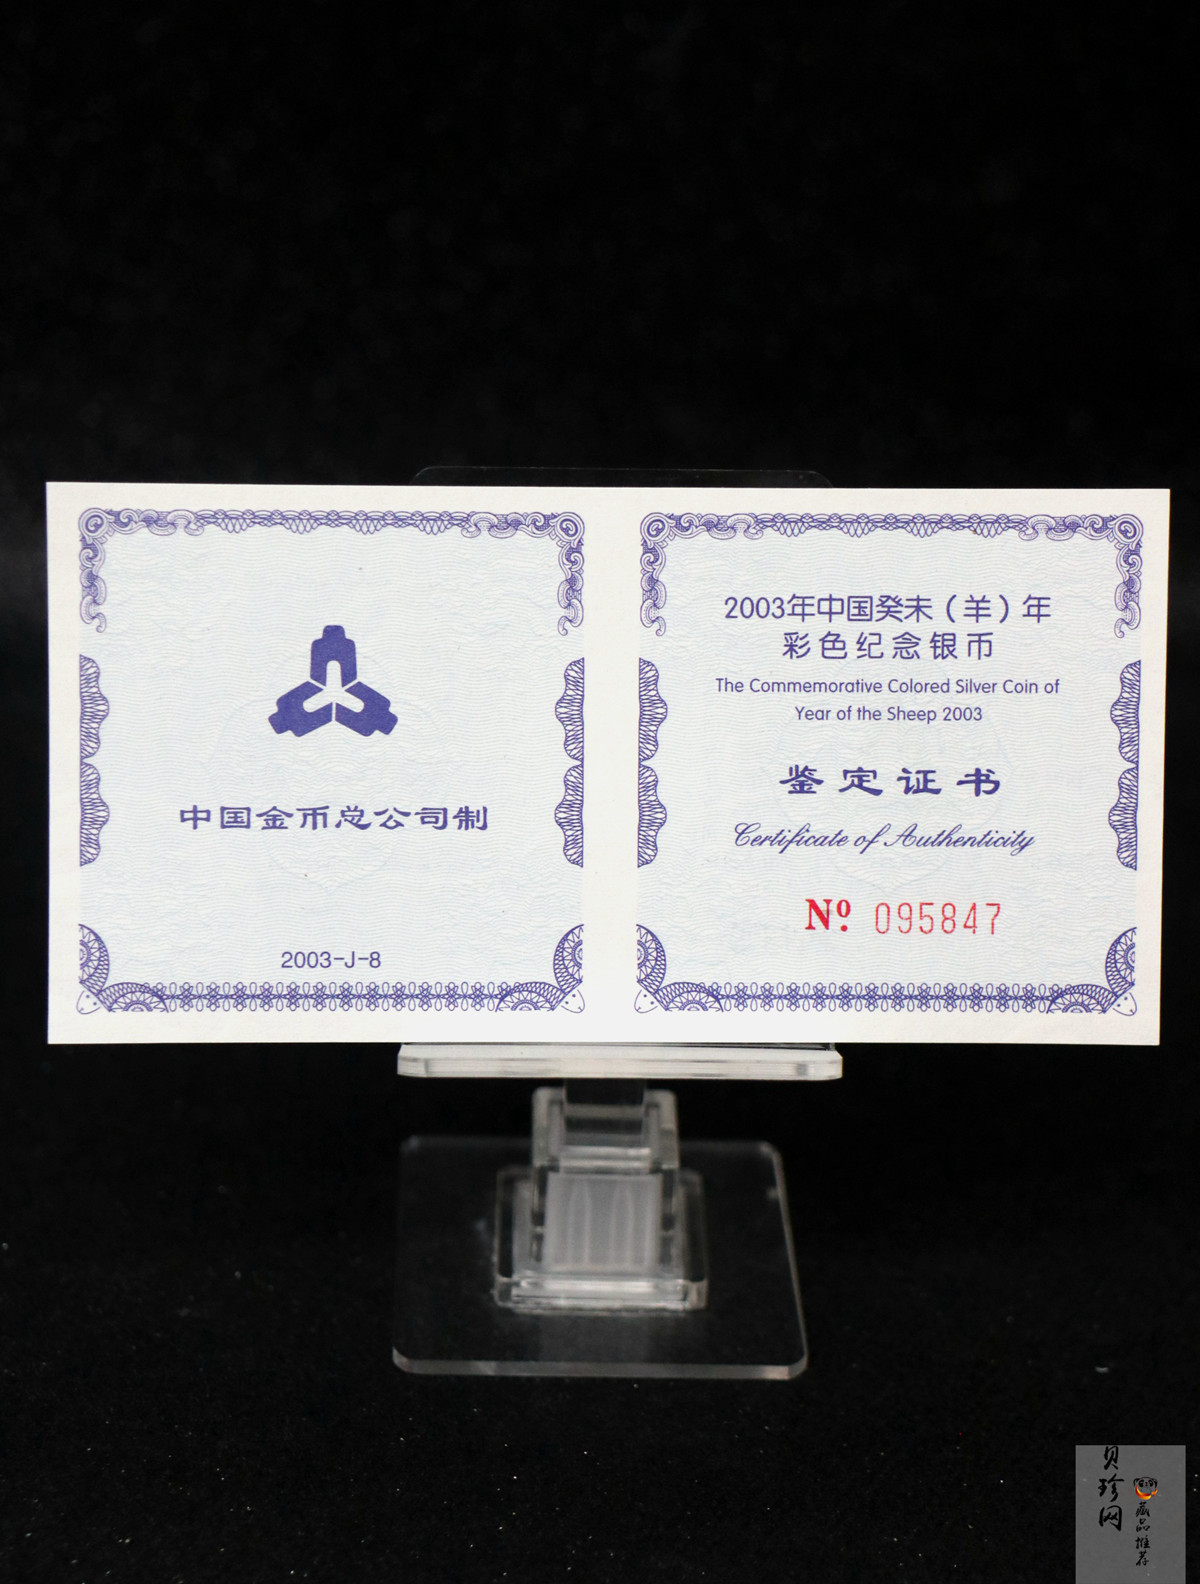 中国金币总公司制
2003-J-8
2003年中国癸未（羊）年
彩色纪念银币
The Commemorative Colored Silver Coin of
Year of the Sheep 2003
鉴定证书
Certificate of Authenticity
Nº. 095847
贝珍网
藏品推荐